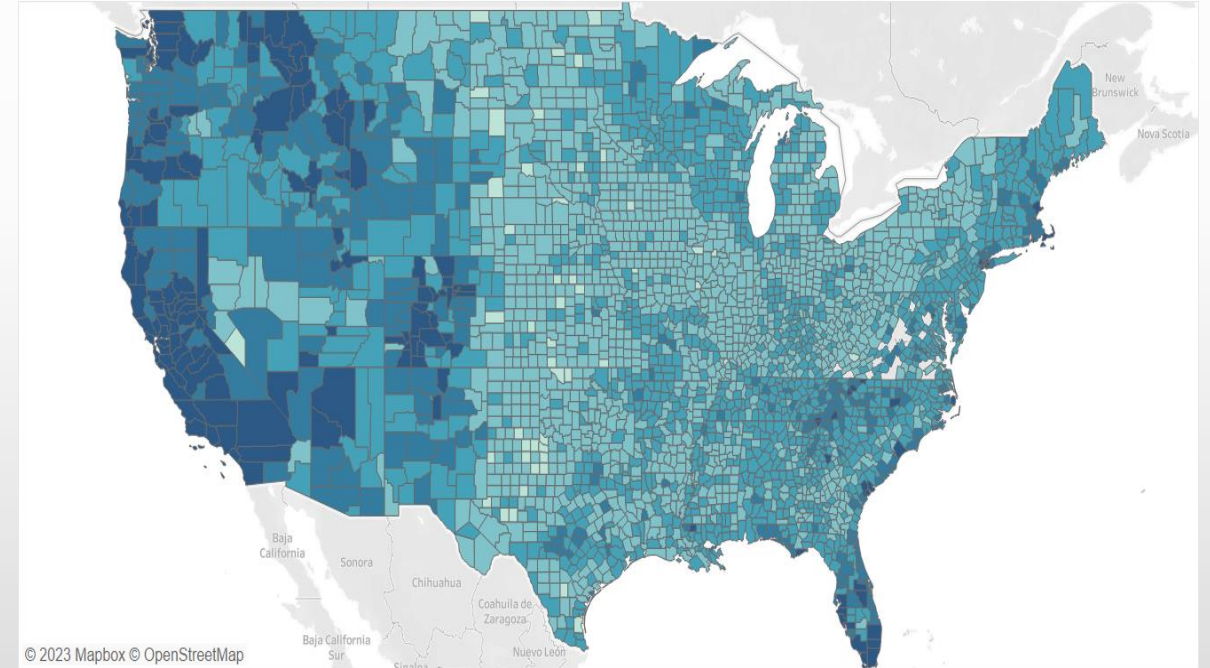 New
Brunswick
Nova Scotia
Baja
California
Sonora
Chihuahua
Coahuila de
Zaragoza
Baja California
Sur
Sinaloa
Nuevo León
© 2023 Mapbox © OpenStreetMap